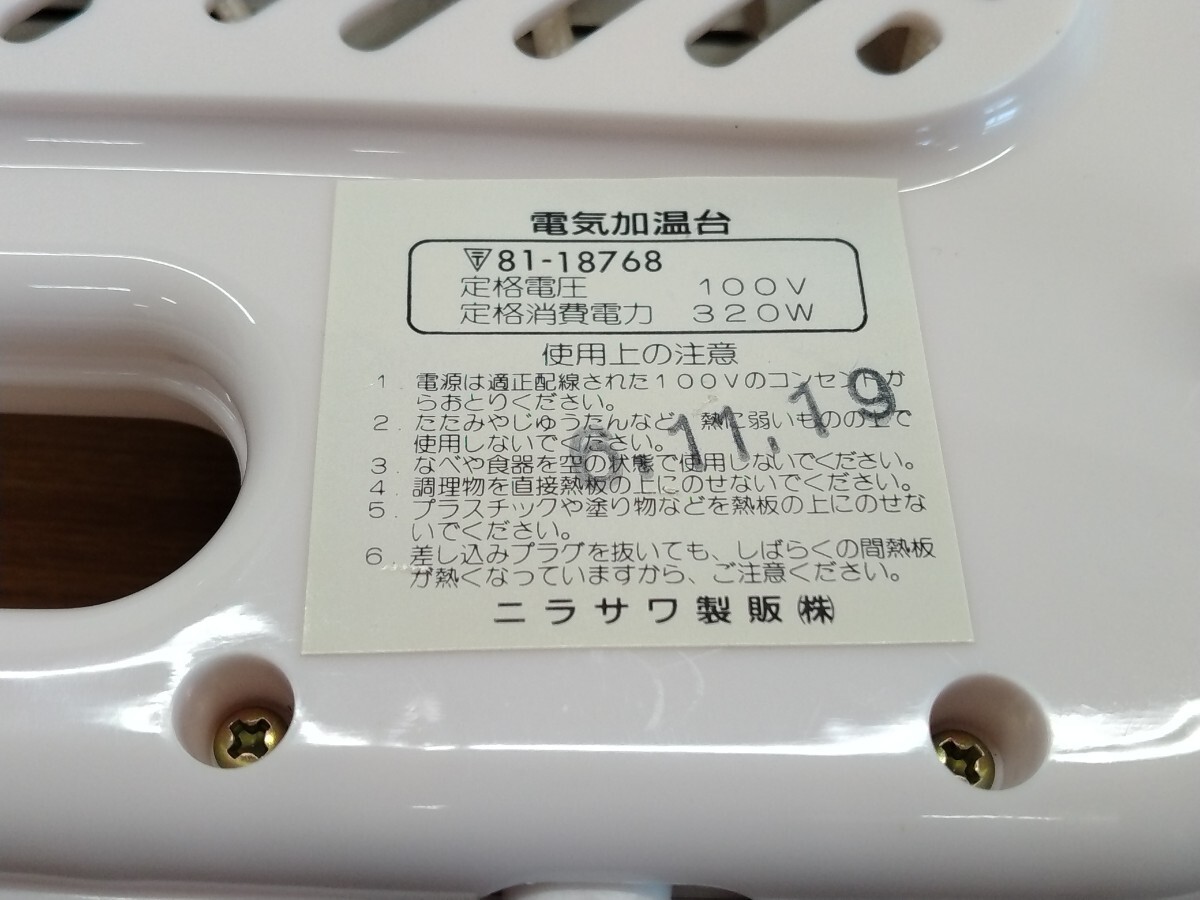 電気加温台
〒81-18768
定格電圧 100V
定格消費電力 320W
使用上の注意
1. 電源は適正配線された100Vのコンセントか
らおとりください。
2. たたみやじゅうたんなど、熱に弱いものの上で
使用しないでください。
3. なべや食器を空の状態で使用しないでください。
4. 調理物を直接熱板の上にのせないでください。
5. プラスチックや塗り物などを熱板の上にのせな
いでください。
6. 差し込みプラグを抜いても、しばらくの間熱板
が熱くなっていますから、ご注意ください。
ニラサワ製販㈱
6.11.19